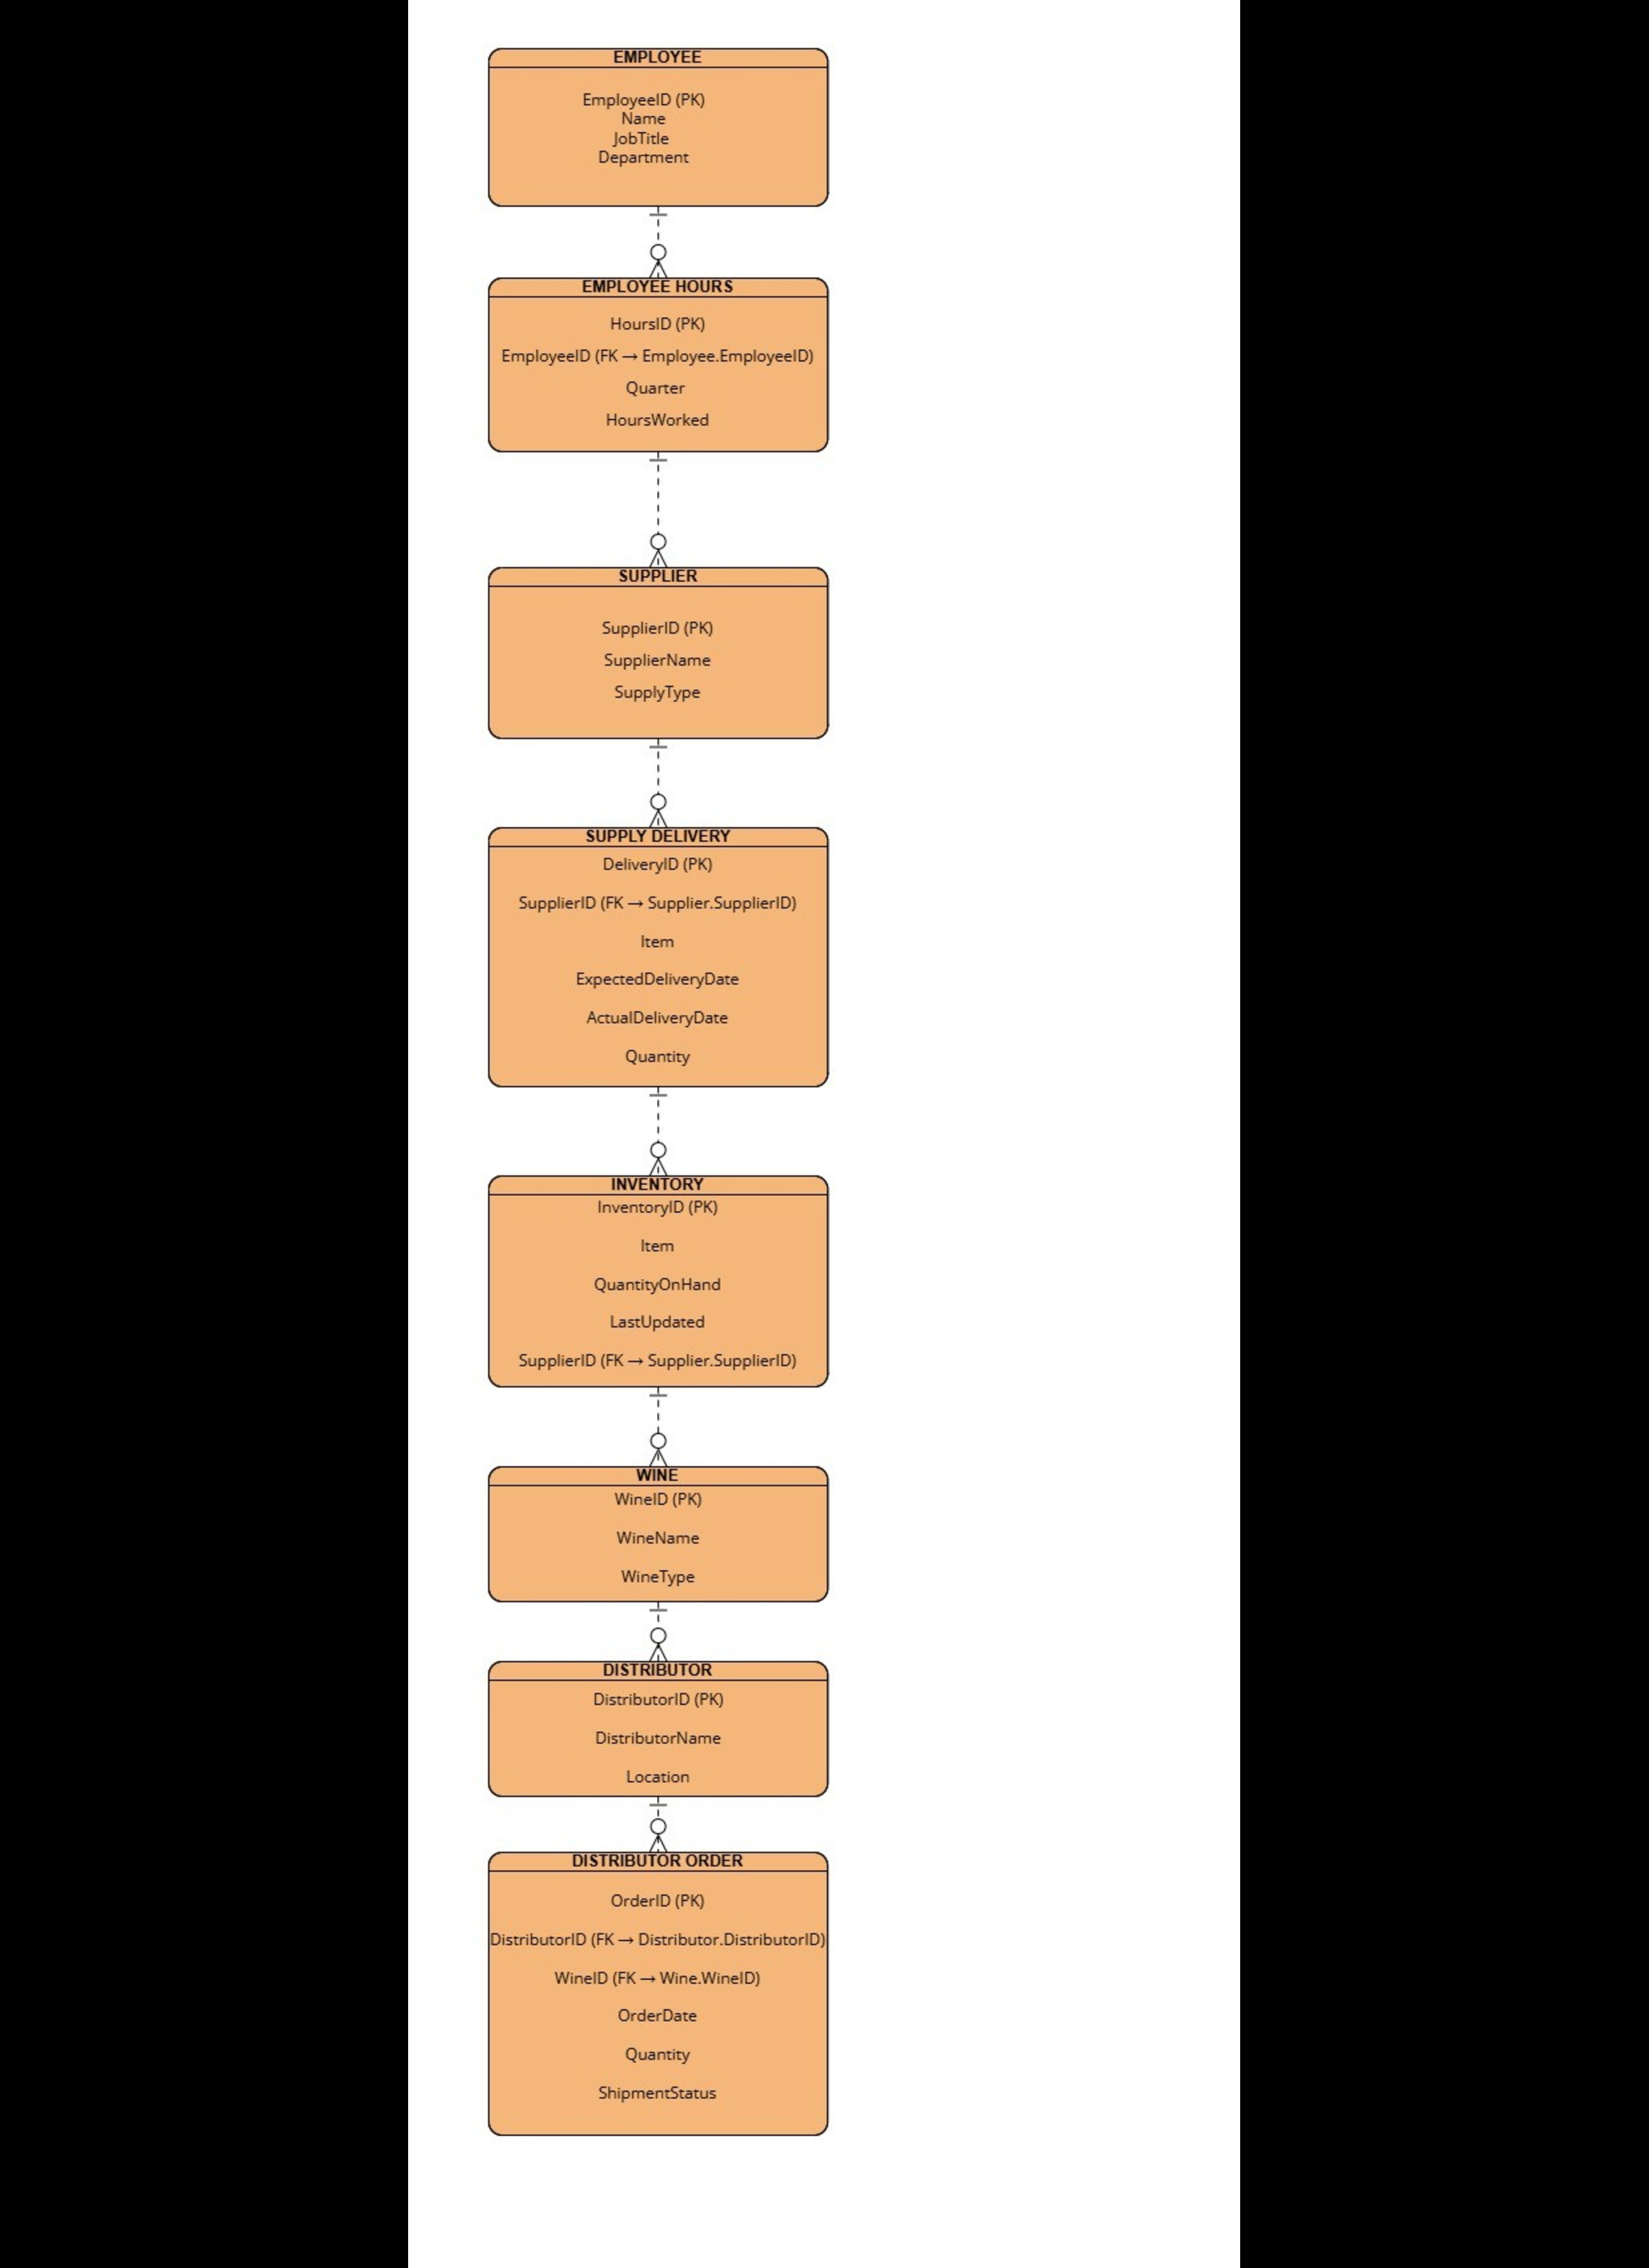 EMPLOYEE
EmployeeID (PK)
Name
JobTitle
Department
EMPLOYEE HOURS
HoursID (PK)
EmployeeID (FK → Employee.EmployeeID)
Quarter
HoursWorked
SUPPLIER
SupplierID (PK)
SupplierName
SupplyType
SUPPLY DELIVERY
DeliveryID (PK)
SupplierID (FK → Supplier.SupplierID)
Item
ExpectedDeliveryDate
ActualDeliveryDate
Quantity
INVENTORY
InventoryID (PK)
Item
QuantityOnHand
LastUpdated
SupplierID (FK → Supplier.SupplierID)
WINE
WineID (PK)
WineName
WineType
DISTRIBUTOR
DistributorID (PK)
DistributorName
Location
DISTRIBUTOR ORDER
OrderID (PK)
DistributorID (FK → Distributor.DistributorID)
WineID (FK → Wine.WineID)
OrderDate
Quantity
ShipmentStatus